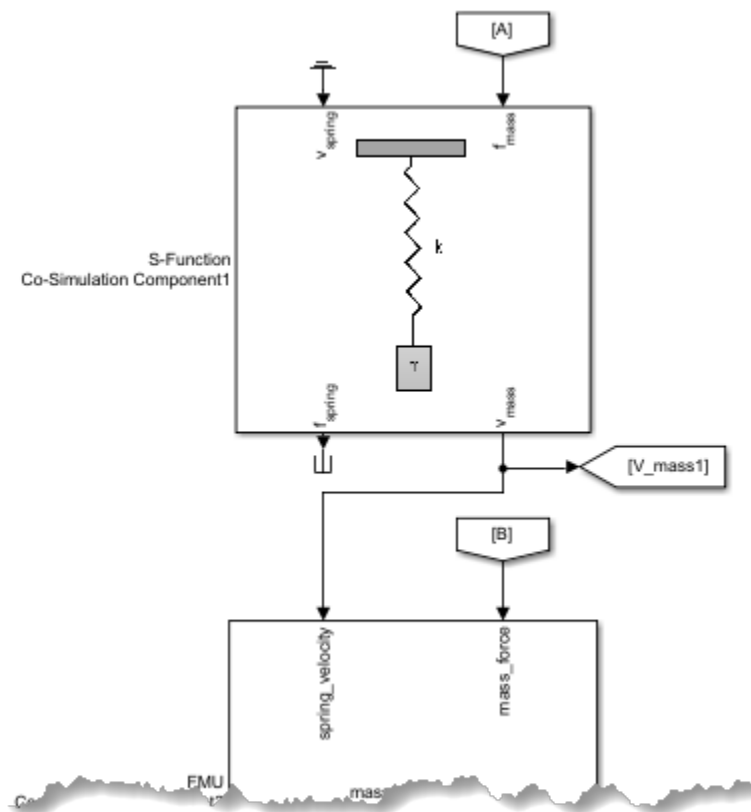 [A]
v_spring
f_mass
k
S-Function
Co-Simulation Component1
f_spring
v_mass
[V_mass1]
[B]
spring_velocity
mass_force
FMU